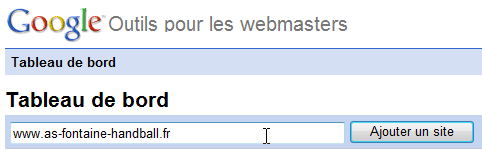 Google Outils pour les webmasters
Tableau de bord
Tableau de bord
www.as-fontaine-handball.fr Ajouter un site